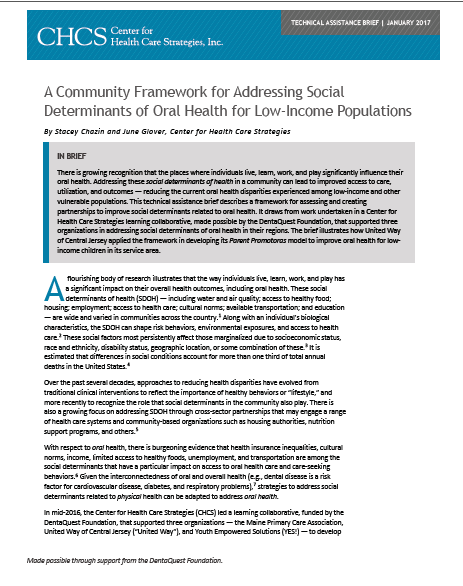 TECHNICAL ASSISTANCE BRIEF | JANUARY 2017
CHCS Center for
Health Care Strategies, Inc.
A Community Framework for Addressing Social
Determinants of Oral Health for Low-Income Populations
By Stacey Chazin and June Glover, Center for Health Care Strategies
IN BRIEF
There is growing recognition that the places where individuals live, learn, work, and play significantly influence their
oral health. Addressing these social determinants of health in a community can lead to improved access to care,
utilization, and outcomes — reducing the current oral health disparities experienced among low-income and other
vulnerable populations. This technical assistance brief describes a framework for assessing and creating
partnerships to improve social determinants related to oral health. It draws from work undertaken in a Center for
Health Care Strategies learning collaborative, made possible by the DentaQuest Foundation, that supported three
organizations in addressing social determinants of oral health in their regions. The brief illustrates how United Way
of Central Jersey applied the framework in developing its Parent Promotoras model to improve oral health for low-
income children in its service area.
A flourishing body of research illustrates that the way individuals live, learn, work, and play has
a significant impact on their overall health outcomes, including oral health. These social
determinants of health (SDOH) — including water and air quality; access to healthy food;
housing; employment; access to health care; cultural norms; available transportation; and education
— are wide and varied in communities across the country.1 Along with an individual's biological
characteristics, the SDOH can shape risk behaviors, environmental exposures, and access to health
care.2 These social factors most persistently affect those marginalized due to socioeconomic status,
race and ethnicity, disability status, geographic location, or some combination of these.3 It is
estimated that differences in social conditions account for more than one third of total annual
deaths in the United States.4
Over the past several decades, approaches to reducing health disparities have evolved from
traditional clinical interventions to reflect the importance of healthy behaviors or "lifestyle," and
more recently to recognize the role that social determinants in the community also play. There is
also a growing focus on addressing SDOH through cross-sector partnerships that may engage a range
of health care systems and community-based organizations such as housing authorities, nutrition
support programs, and others.5
With respect to oral health, there is burgeoning evidence that health insurance inequalities, cultural
norms, income, limited access to healthy foods, unemployment, and transportation are among the
social determinants that have a particular impact on access to oral health care and care-seeking
behaviors.6 Given the interconnectedness of oral and overall health (e.g., dental disease is a risk
factor for cardiovascular disease, diabetes, and respiratory problems),7 strategies to address social
determinants related to physical health can be adapted to address oral health.
In mid-2016, the Center for Health Care Strategies (CHCS) led a learning collaborative, funded by the
DentaQuest Foundation, that supported three organizations — the Maine Primary Care Association,
United Way of Central Jersey ("United Way"), and Youth Empowered Solutions (YES!) — to develop
Made possible through support from the DentaQuest Foundation.